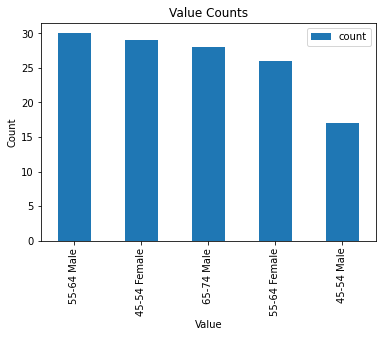 Value Counts
count
Count
30
25
20
15
10
5
0
55-64 Male
45-54 Female
65-74 Male
55-64 Female
45-54 Male
Value